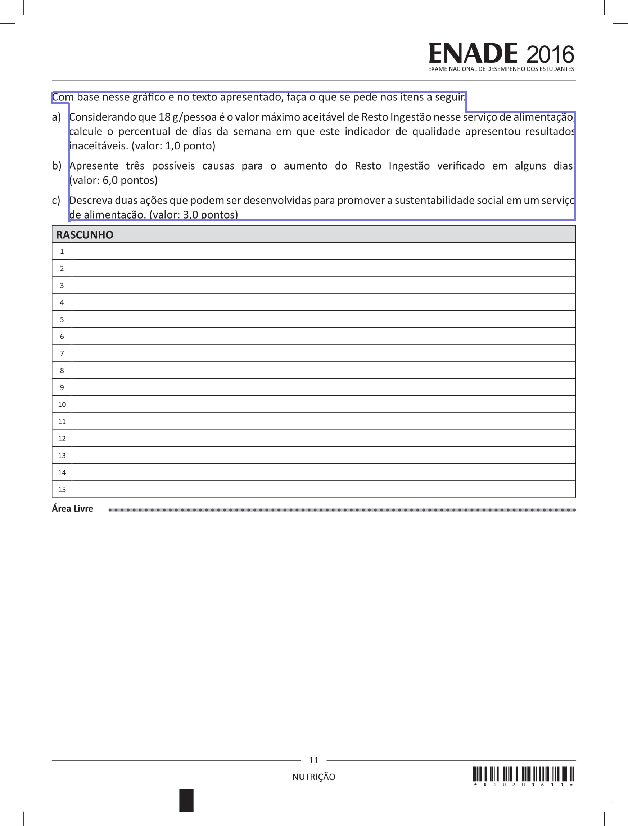 ENADE 2016
EXAME NACIONAL DE DESEMPENHO DOS ESTUDANTES
Com base nesse gráfico e no texto apresentado, faça o que se pede nos itens a seguir.
a) Considerando que 18 g/pessoa é o valor máximo aceitável de Resto Ingestão nesse serviço de alimentação,
calcule o percentual de dias da semana em que este indicador de qualidade apresentou resultados
inaceitáveis. (valor: 1,0 ponto)
b) Apresente três possíveis causas para o aumento do Resto Ingestão verificado em alguns dias.
(valor: 6,0 pontos)
c) Descreva duas ações que podem ser desenvolvidas para promover a sustentabilidade social em um serviço
de alimentação. (valor: 3,0 pontos)
RASCUNHO
1
2
3
4
5
6
7
8
9
10
11
12
13
14
15
Área Livre
11
NUTRIÇÃO